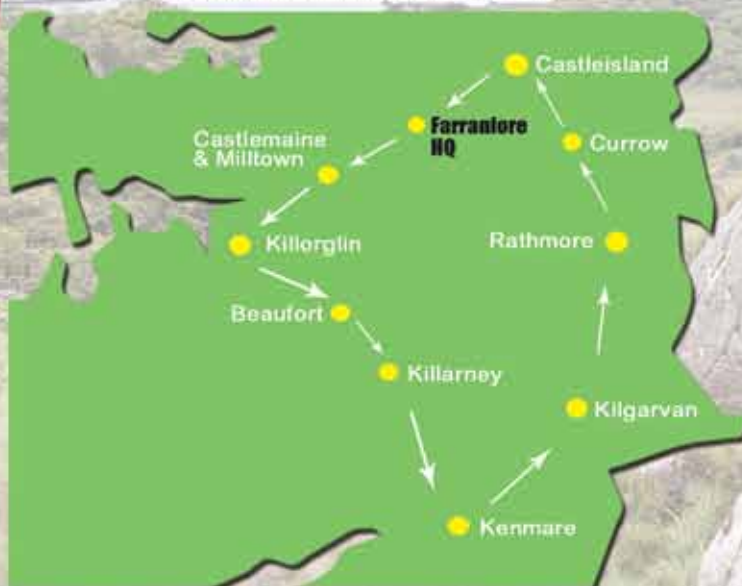 Castleisland
Farranfore
HQ
Currow
Castlemaine
& Milltown
Rathmore
Killorglin
Beaufort
Killarney
Kilgarvan
Kenmare